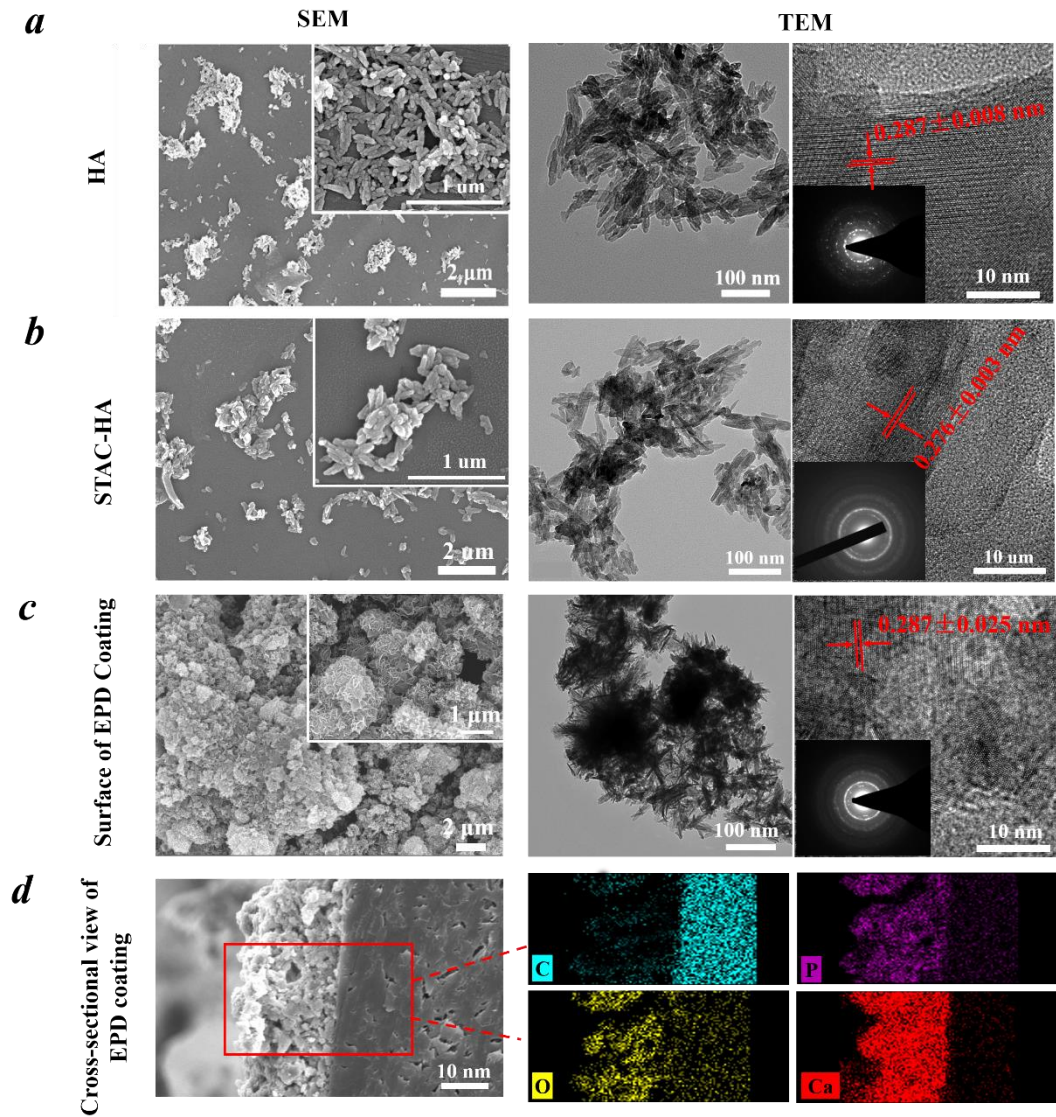 SEM
TEM
a
HA
1 um
2 μm
100 nm
0.287±0.008 nm
10 nm
b
STAC-HA
1 um
2 μm
100 nm
0.276±0.003 nm
10 um
c
Surface of EPD Coating
1 μm
2 μm
100 nm
0.287±0.025 nm
10 nm
d
Cross-sectional view of
EPD coating
10 nm
C
P
O
Ca